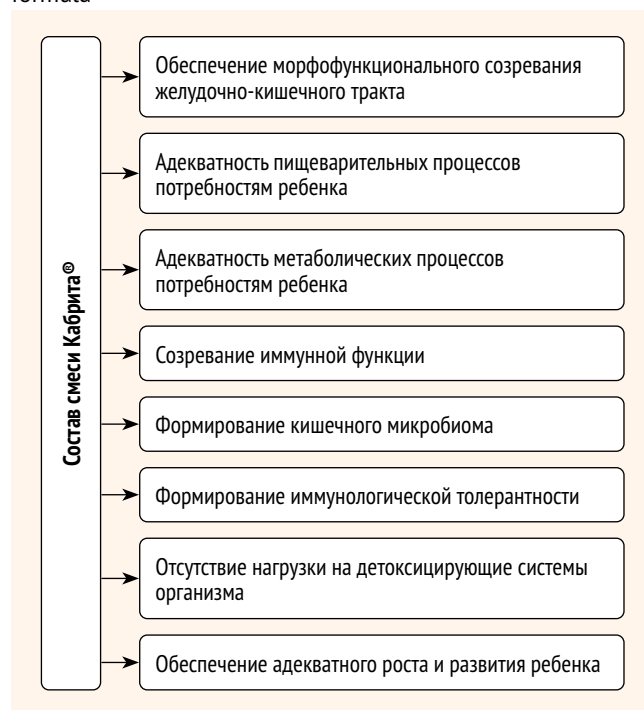 formula
Состав смеси Кабрита®
Обеспечение морфофункционального созревания
желудочно-кишечного тракта
Адекватность пищеварительных процессов
потребностям ребенка
Адекватность метаболических процессов
потребностям ребенка
Созревание иммунной функции
Формирование кишечного микробиома
Формирование иммунологической толерантности
Отсутствие нагрузки на детоксицирующие системы
организма
Обеспечение адекватного роста и развития ребенка